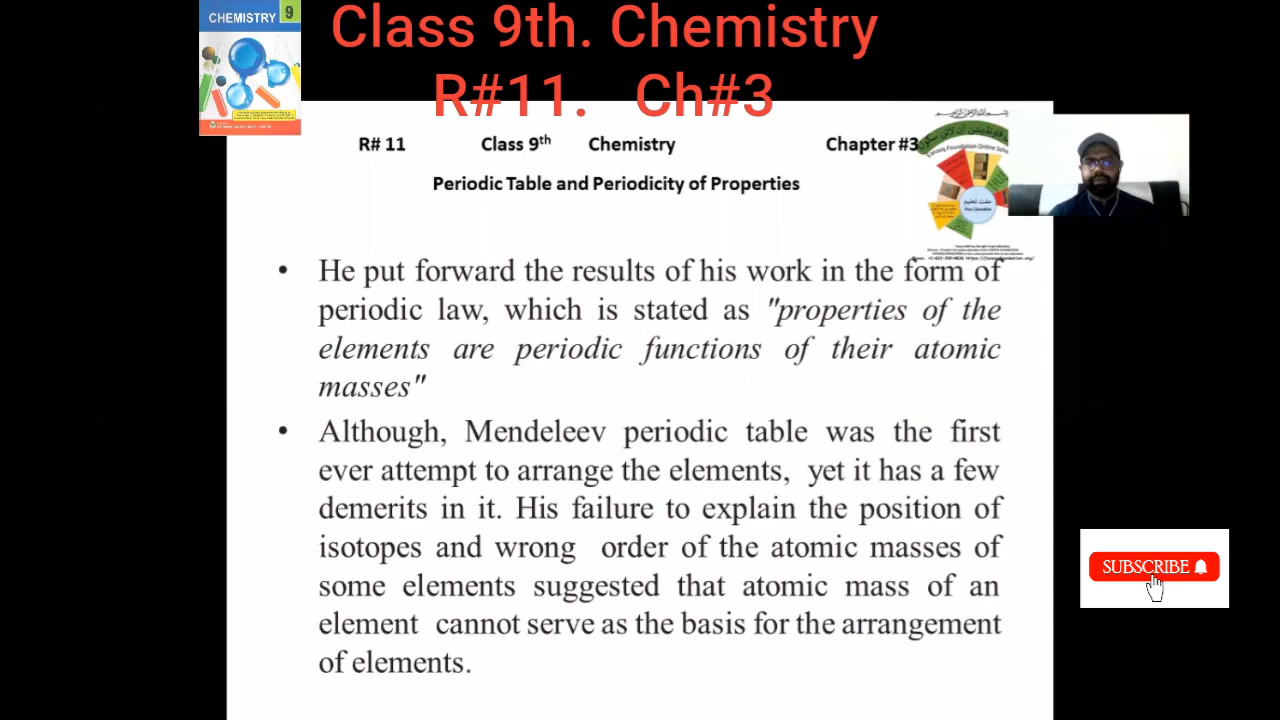 CHEMISTRY 9
Class 9th. Chemistry
R#11. Ch#3
R# 11 Class 9th Chemistry Chapter #3
Periodic Table and Periodicity of Properties
مفت تعلیم
Free Education
• He put forward the results of his work in the form of
periodic law, which is stated as "properties of the
elements are periodic functions of their atomic
masses"
• Although, Mendeleev periodic table was the first
ever attempt to arrange the elements, yet it has a few
demerits in it. His failure to explain the position of
isotopes and wrong order of the atomic masses of
some elements suggested that atomic mass of an
element cannot serve as the basis for the arrangement
of elements.
SUBSCRIBE